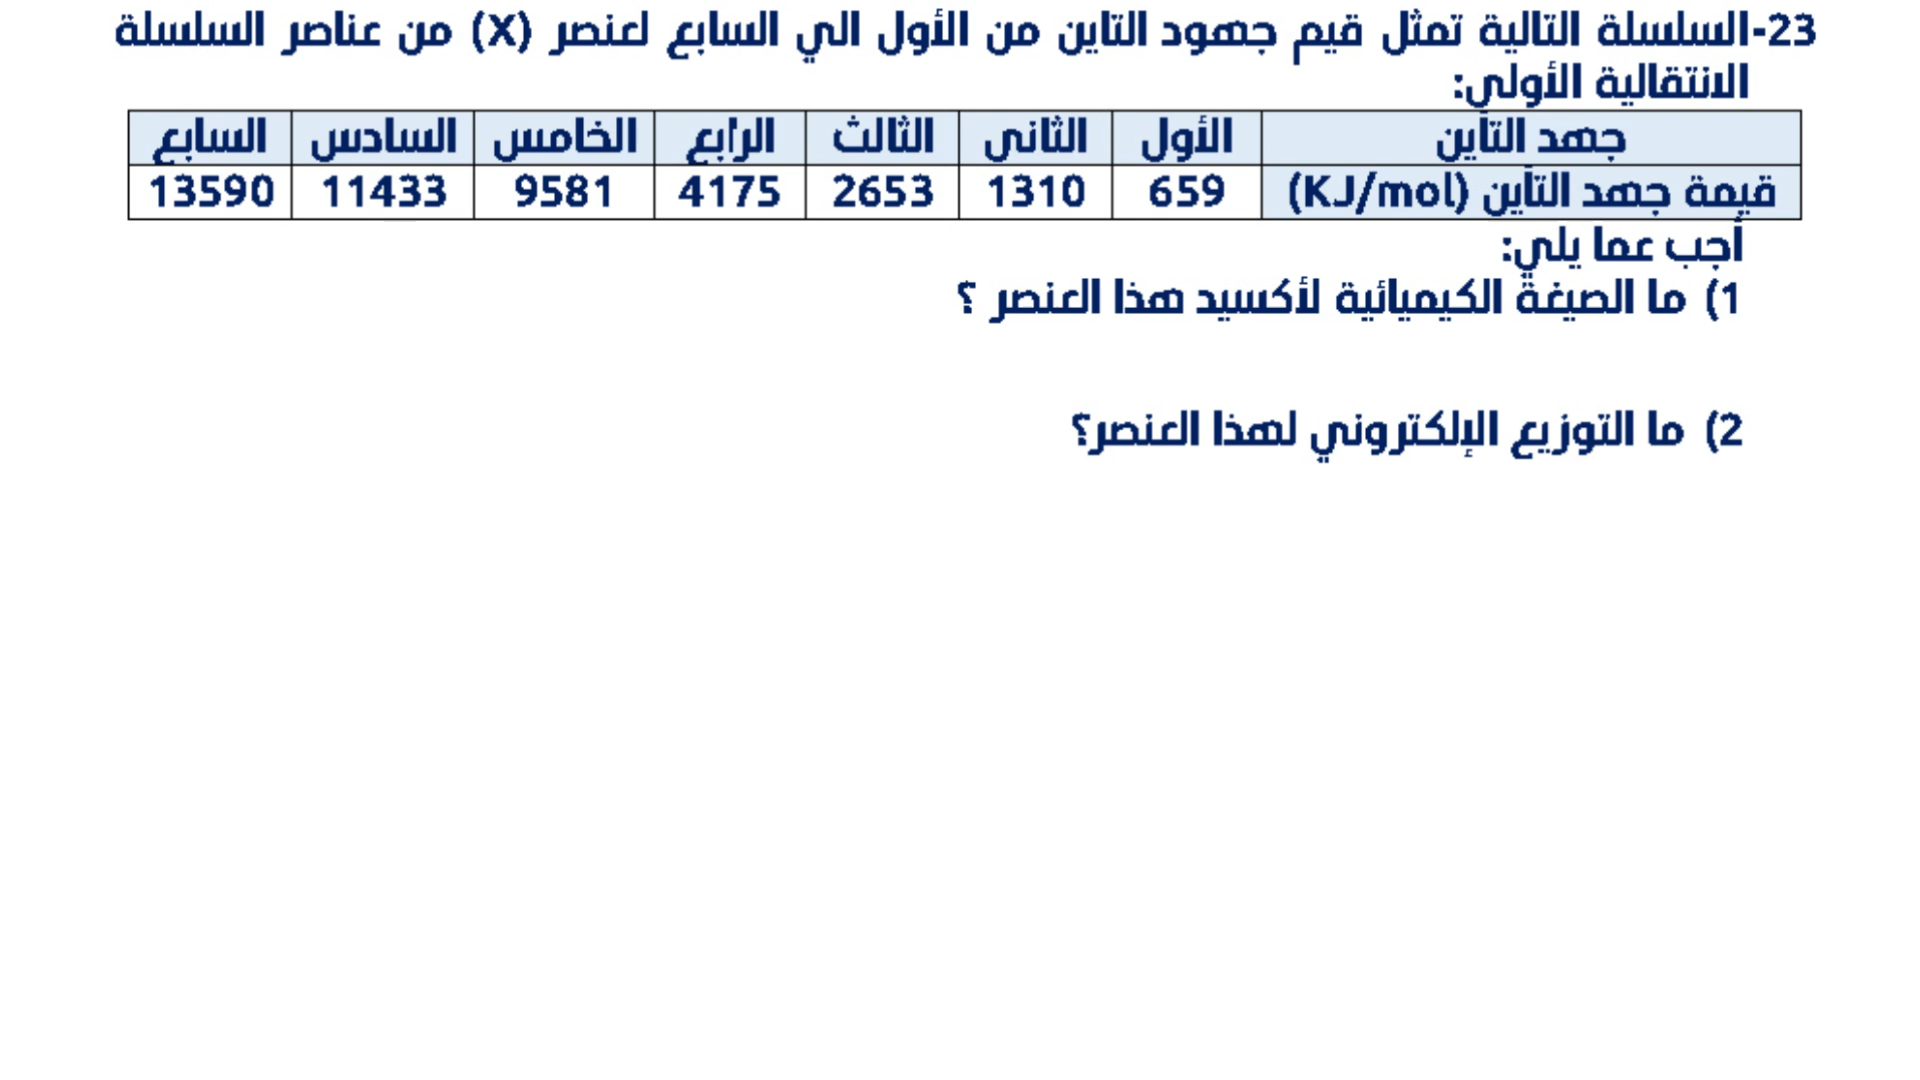 23-السلسلة التالية تمثل قيم جهود التاين من الأول الي السابع لعنصر (X) من عناصر السلسلة
الانتقالية الأولي:
جهد التأين الأول الثاني الثالث الرابع الخامس السادس السابع
قيمة جهد التأين (KJ/mol) 659 1310 2653 4175 9581 11433 13590
أجب عما يلي:
1) ما الصيغة الكيميائية لأكسيد هذا العنصر ؟
2) ما التوزيع الإلكتروني لهذا العنصر؟